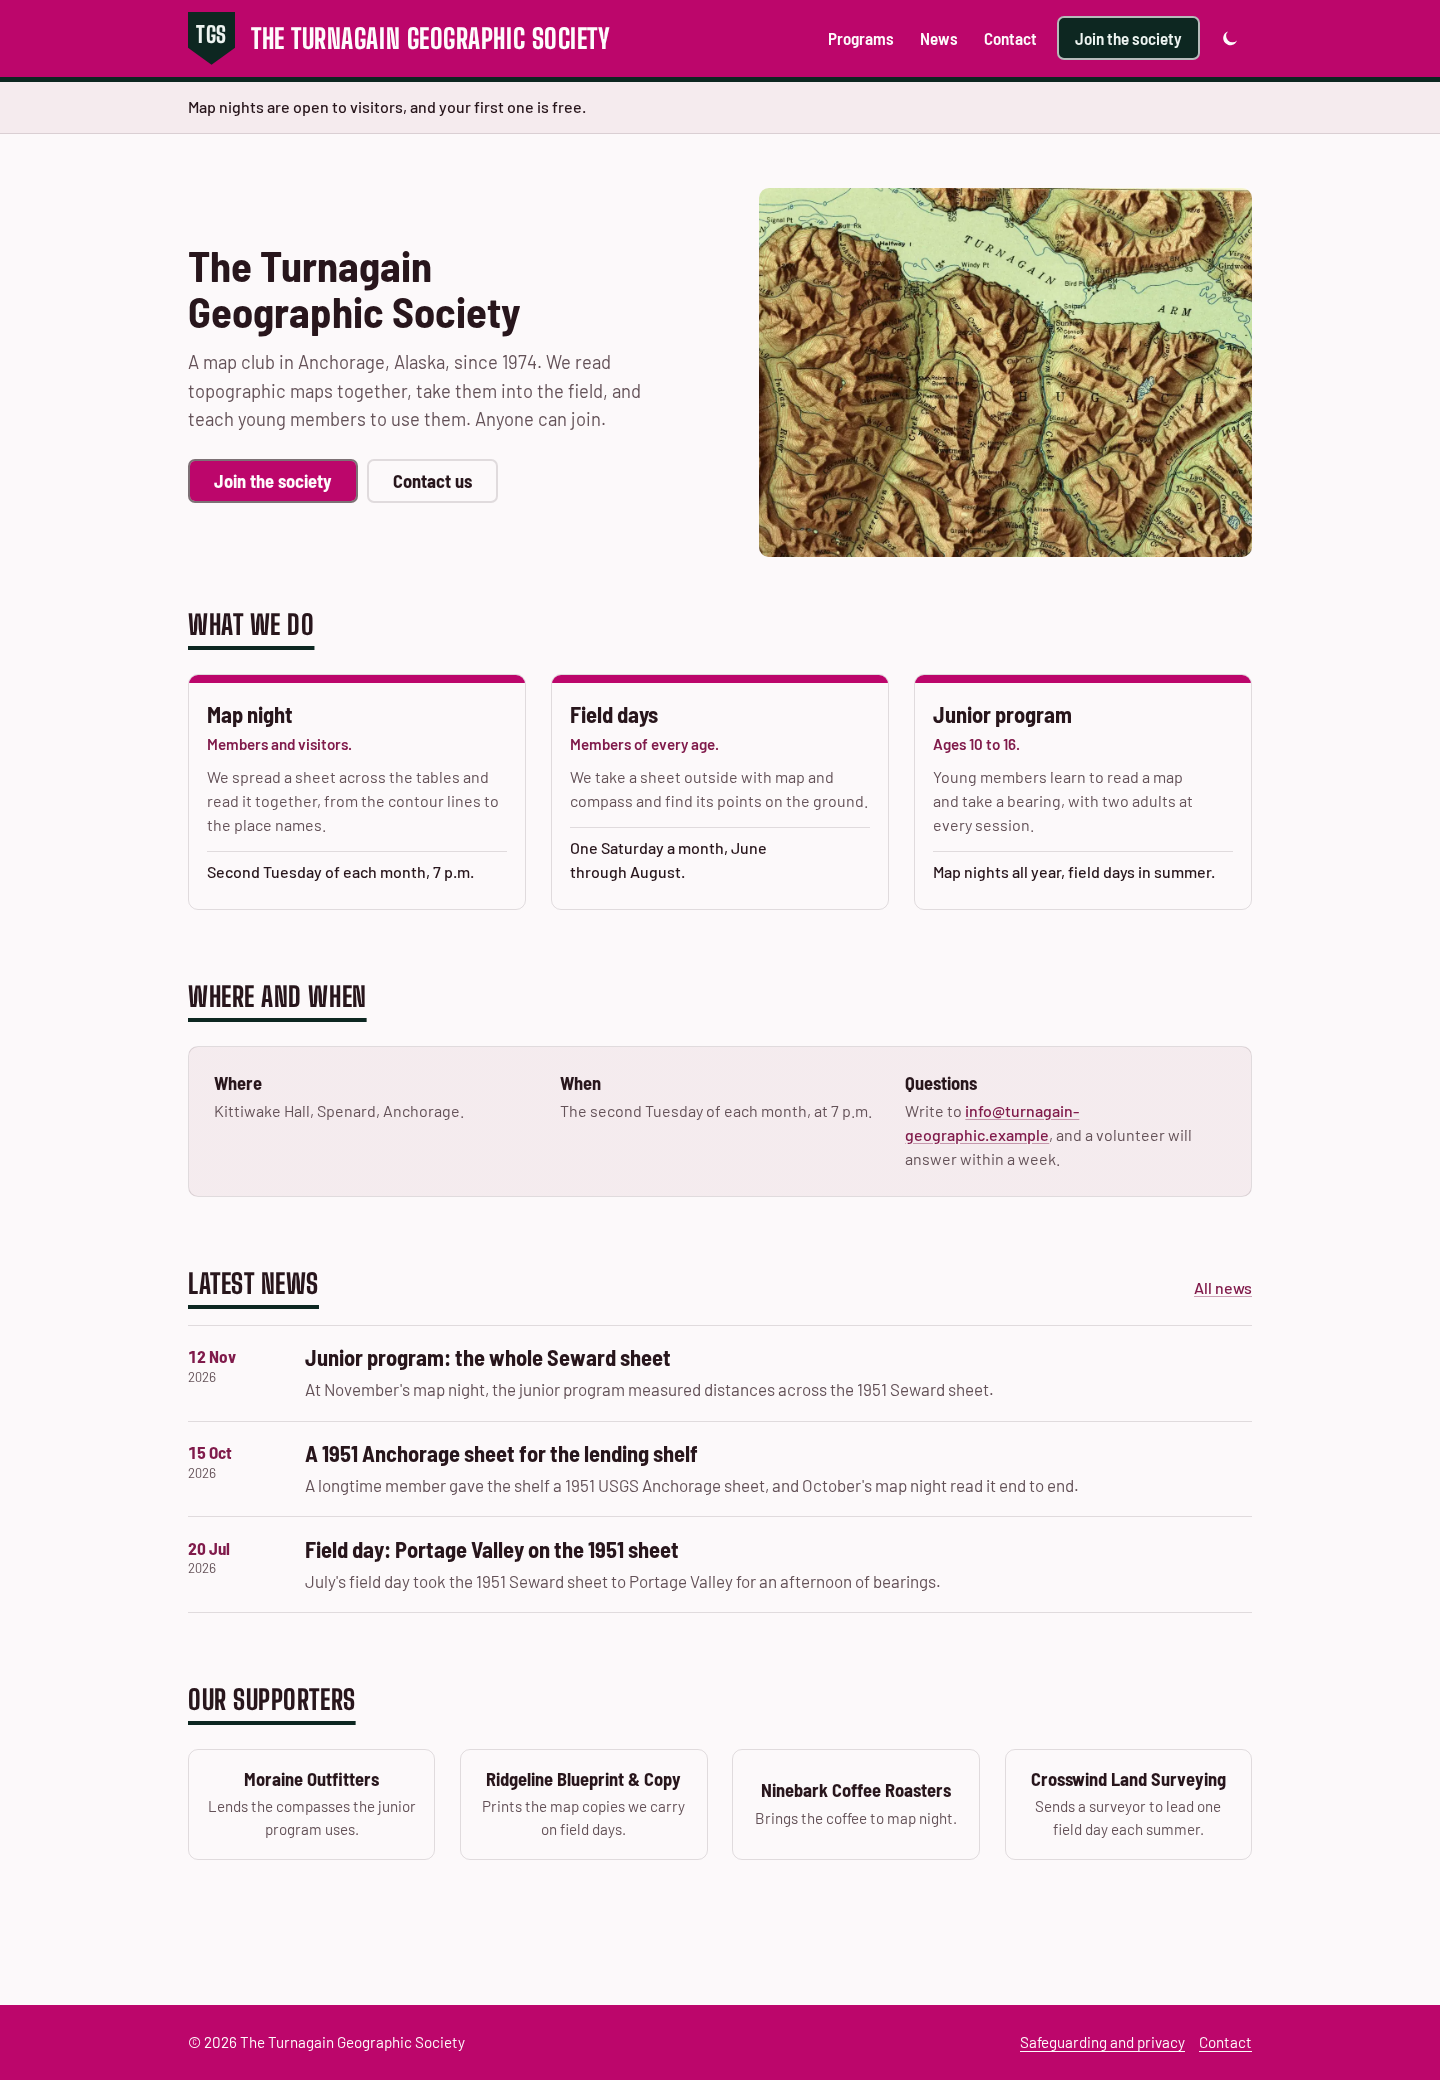 TGS
THE TURNAGAIN GEOGRAPHIC SOCIETY
Programs News Contact Join the society
Map nights are open to visitors, and your first one is free.
The Turnagain
Geographic Society
A map club in Anchorage, Alaska, since 1974. We read
topographic maps together, take them into the field, and
teach young members to use them. Anyone can join.
Join the society Contact us
Signal Pt
Halfway I
Windy Pt
TURNAGAIN
ARM
Bird Pt
Girdwood
Snipers
Pt
Sunrise
CHUGACH
WHAT WE DO
Map night
Members and visitors.
We spread a sheet across the tables and
read it together, from the contour lines to
the place names.
Second Tuesday of each month, 7 p.m.
Field days
Members of every age.
We take a sheet outside with map and
compass and find its points on the ground.
One Saturday a month, June
through August.
Junior program
Ages 10 to 16.
Young members learn to read a map
and take a bearing, with two adults at
every session.
Map nights all year, field days in summer.
WHERE AND WHEN
Where
Kittiwake Hall, Spenard, Anchorage.
When
The second Tuesday of each month, at 7 p.m.
Questions
Write to info@turnagain-
geographic.example, and a volunteer will
answer within a week.
LATEST NEWS
All news
12 Nov
2026
Junior program: the whole Seward sheet
At November's map night, the junior program measured distances across the 1951 Seward sheet.
15 Oct
2026
A 1951 Anchorage sheet for the lending shelf
A longtime member gave the shelf a 1951 USGS Anchorage sheet, and October's map night read it end to end.
20 Jul
2026
Field day: Portage Valley on the 1951 sheet
July's field day took the 1951 Seward sheet to Portage Valley for an afternoon of bearings.
OUR SUPPORTERS
Moraine Outfitters
Lends the compasses the junior
program uses.
Ridgeline Blueprint & Copy
Prints the map copies we carry
on field days.
Ninebark Coffee Roasters
Brings the coffee to map night.
Crosswind Land Surveying
Sends a surveyor to lead one
field day each summer.
© 2026 The Turnagain Geographic Society
Safeguarding and privacy Contact